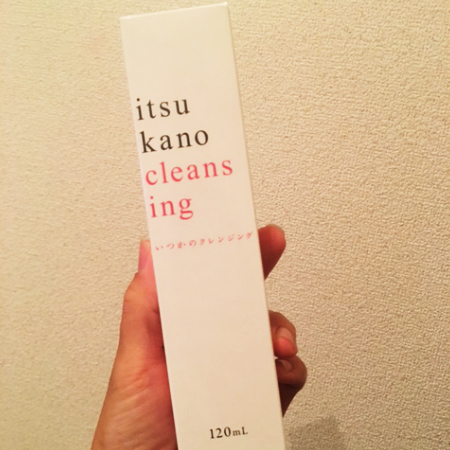 itsu
kano
cleans
ing
いつかのクレンジング
120mL